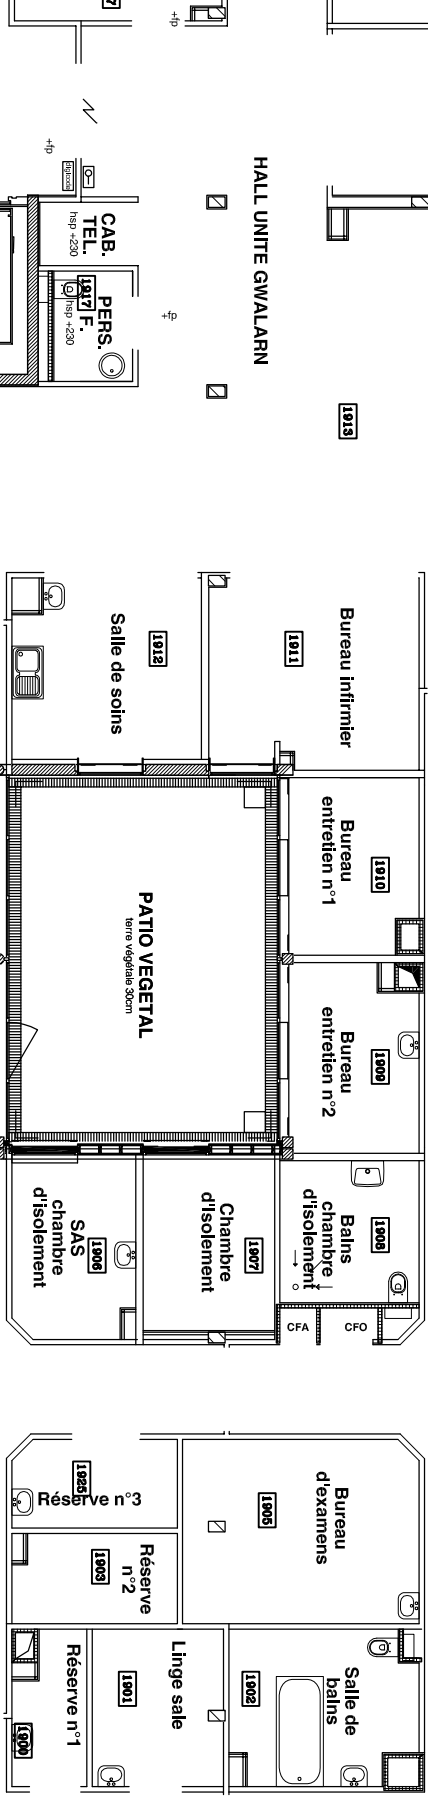 +fp
+fp
digicode
CAB.
TEL.
hsp +230
1917
PERS.
F.
hsp +230
+fp
HALL UNITE GWALARN
1913
Salle de soins
1912
1911
Bureau infirmier
Bureau
entretien n°1
1910
PATIO VEGETAL
terre végétale 30cm
Bureau
entretien n°2
1909
SAS
chambre
d'isolement
1906
Chambre
d'isolement
1907
Bains
chambre
d'isolement
1908
CFA
CFO
1925
Réserve n°3
Bureau
d'examens
1905
Réserve
n°2
1903
Réserve n°1
1900
Linge sale
1901
Salle de
bains
1902